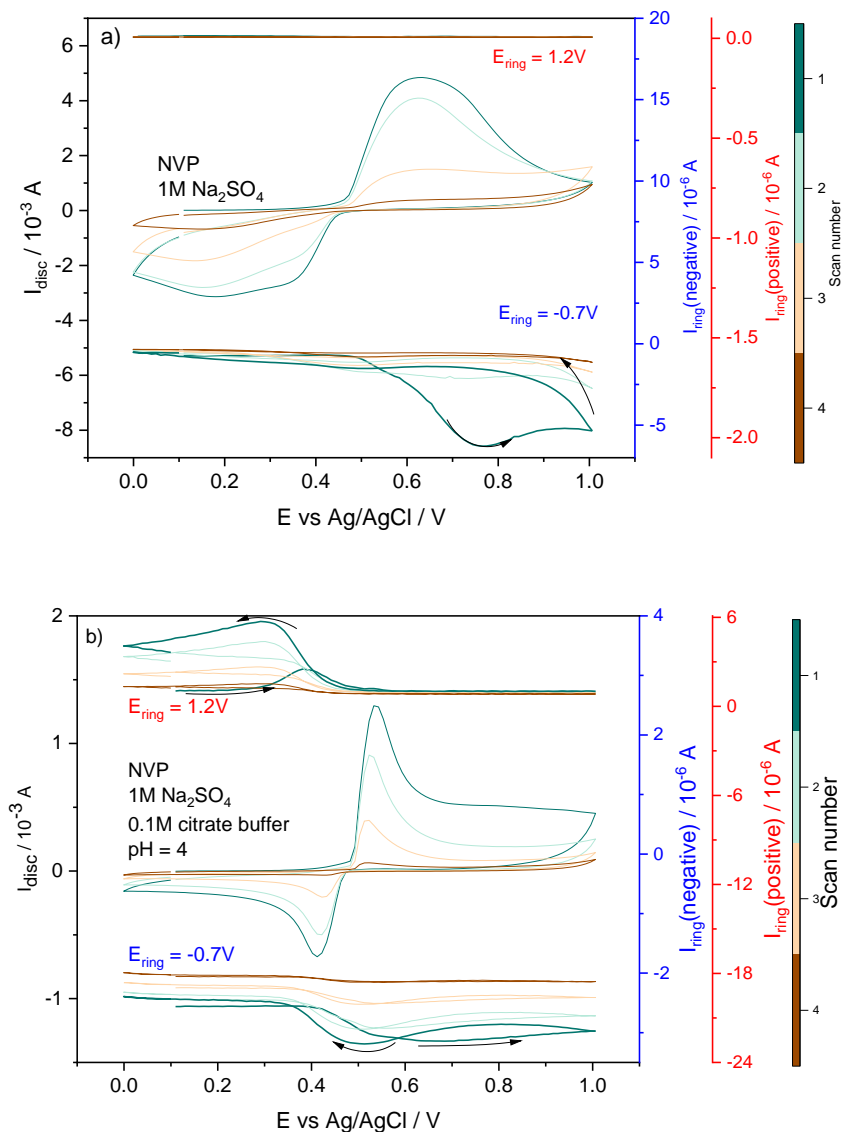 a)
E_ring = 1.2V
NVP
1M Na₂SO₄
E_ring = -0.7V
6
4
2
0
-2
-4
-6
-8
I_disc / 10⁻³ A
0.0 0.2 0.4 0.6 0.8 1.0
E vs Ag/AgCl / V
20
15
10
5
0
-5
I_ring(negative) / 10⁻⁶ A
0.0
-0.5
-1.0
-1.5
-2.0
I_ring(positive) / 10⁻⁶ A
1
2
3
4
Scan number
b)
E_ring = 1.2V
NVP
1M Na₂SO₄
0.1M citrate buffer
pH = 4
E_ring = -0.7V
2
1
0
-1
I_disc / 10⁻³ A
0.0 0.2 0.4 0.6 0.8 1.0
E vs Ag/AgCl / V
4
2
0
-2
I_ring(negative) / 10⁻⁶ A
6
0
-6
-12
-18
-24
I_ring(positive) / 10⁻⁶ A
1
2
3
4
Scan number